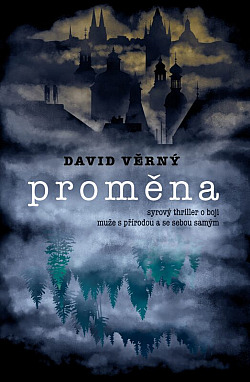 DAVID VĚRNÝ
proměna
syrový thriller o boji
muže s přírodou a se sebou samým